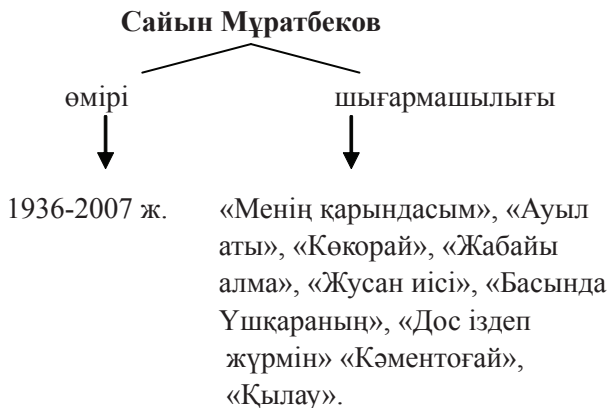 Сайын Мұратбеков
өмірі
шығармашылығы
1936-2007 ж.
«Менің қарындасым», «Ауыл
аты», «Көкорай», «Жабайы
алма», «Жусан иісі», «Басында
Үшқараның», «Дос іздеп
жүрмін» «Кәментоғай»,
«Қылау».